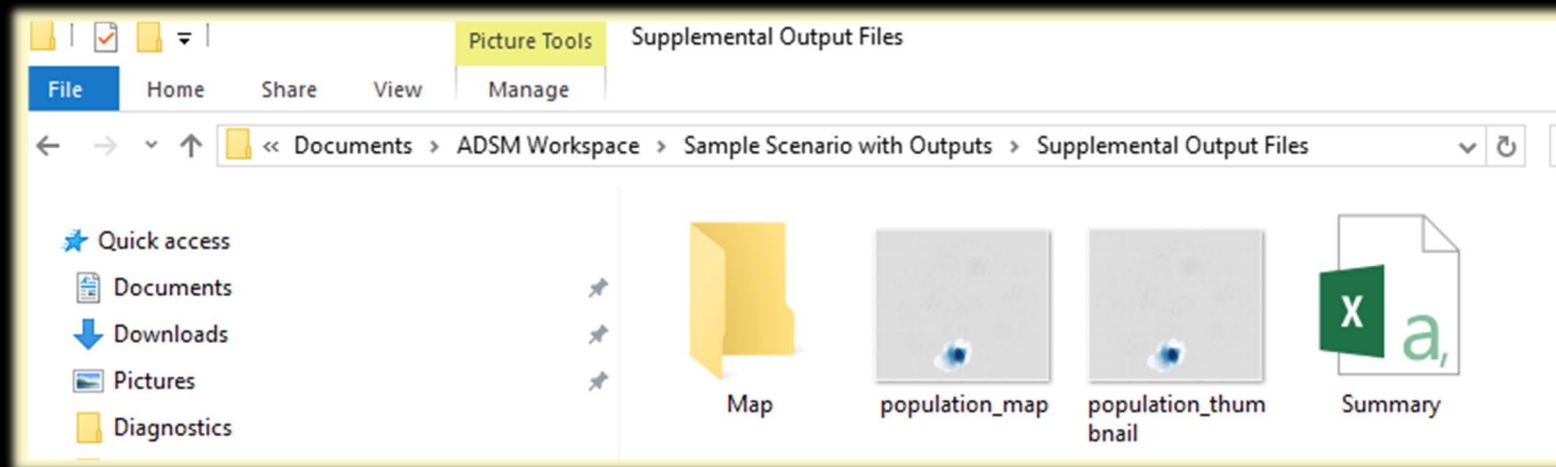 Picture Tools Supplemental Output Files
File Home Share View Manage
« Documents > ADSM Workspace > Sample Scenario with Outputs > Supplemental Output Files
Quick access
Documents
Downloads
Pictures
Diagnostics
Map
population_map
population_thum
bnail
Summary
X a,